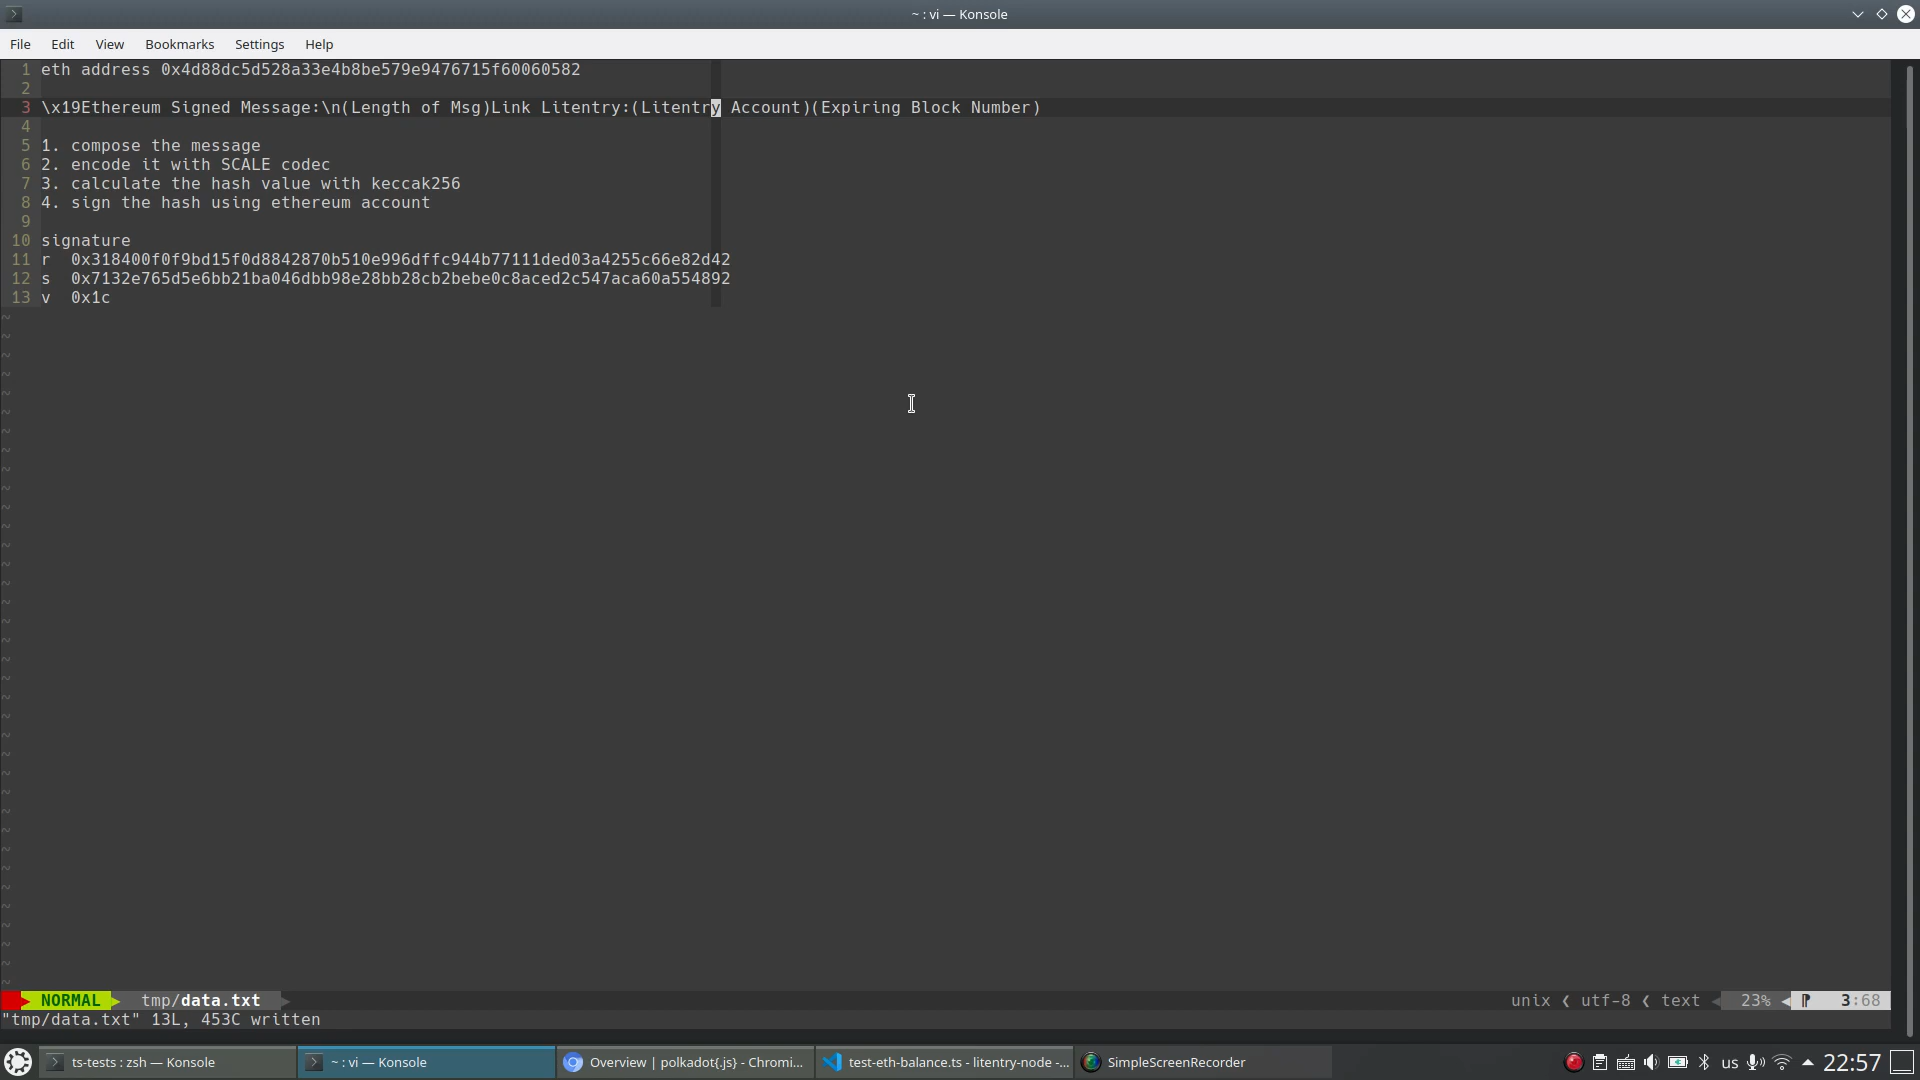 ~ : vi — Konsole
File Edit View Bookmarks Settings Help
1 eth address 0x4d88dc5d528a33e4b8be579e9476715f60060582
2
3 \x19Ethereum Signed Message:\n(Length of Msg)Link Litentry:(Litentry Account)(Expiring Block Number)
4
5 1. compose the message
6 2. encode it with SCALE codec
7 3. calculate the hash value with keccak256
8 4. sign the hash using ethereum account
9
10 signature
11 r 0x318400f0f9bd15f0d8842870b510e996dffc944b77111ded03a4255c66e82d42
12 s 0x7132e765d5e6bb21ba046dbb98e28bb28cb2bebe0c8aced2c547aca60a554892
13 v 0x1c
NORMAL tmp/data.txt unix utf-8 text 23% 3:68
"tmp/data.txt" 13L, 453C written
ts-tests : zsh — Konsole ~ : vi — Konsole Overview | polkadot{.js} - Chromi... test-eth-balance.ts - litentry-node -... SimpleScreenRecorder us 22:57